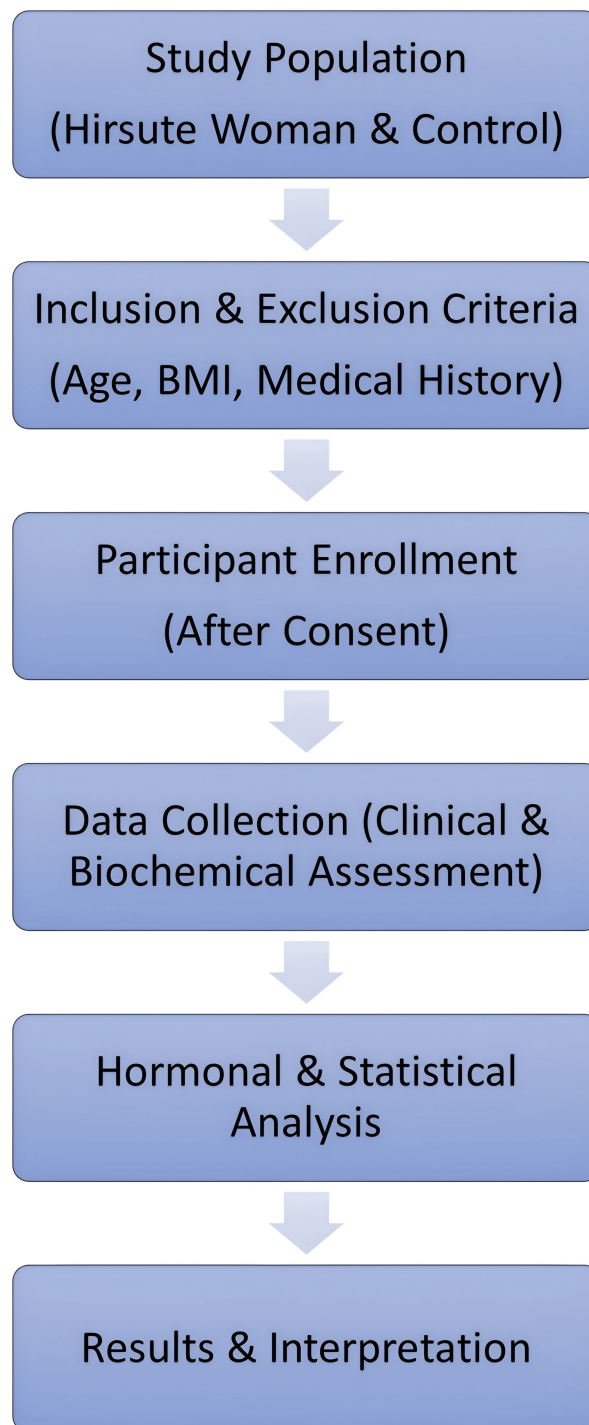 Study Population
(Hirsute Woman & Control)
Inclusion & Exclusion Criteria
(Age, BMI, Medical History)
Participant Enrollment
(After Consent)
Data Collection (Clinical &
Biochemical Assessment)
Hormonal & Statistical
Analysis
Results & Interpretation